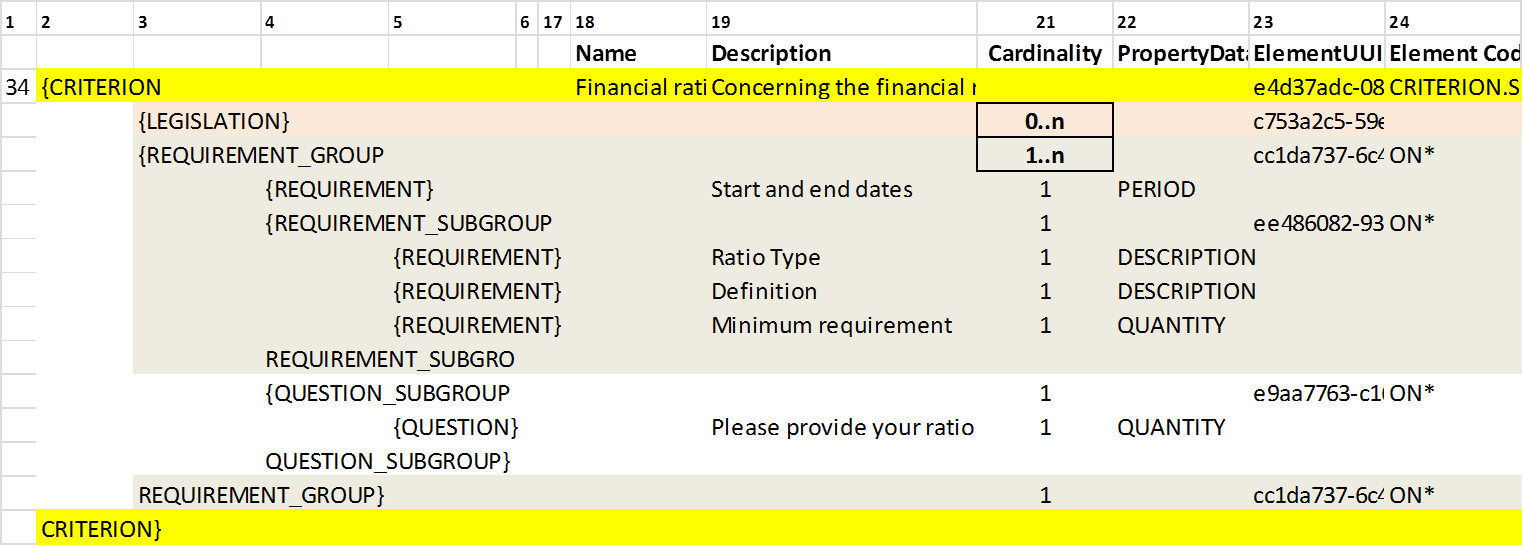 1 2 3 4 5 6 17 18 19 21 22 23 24
Name Description Cardinality PropertyData ElementUUI Element Cod
34 {CRITERION Financial rati Concerning the financial r e4d37adc-08 CRITERION.S
{LEGISLATION} 0..n c753a2c5-59e
{REQUIREMENT_GROUP 1..n cc1da737-6c4 ON*
{REQUIREMENT} Start and end dates 1 PERIOD
{REQUIREMENT_SUBGROUP 1 ee486082-93 ON*
{REQUIREMENT} Ratio Type 1 DESCRIPTION
{REQUIREMENT} Definition 1 DESCRIPTION
{REQUIREMENT} Minimum requirement 1 QUANTITY
REQUIREMENT_SUBGRO
{QUESTION_SUBGROUP 1 e9aa7763-c16 ON*
{QUESTION} Please provide your ratio 1 QUANTITY
QUESTION_SUBGROUP}
REQUIREMENT_GROUP} 1 cc1da737-6c4 ON*
CRITERION}